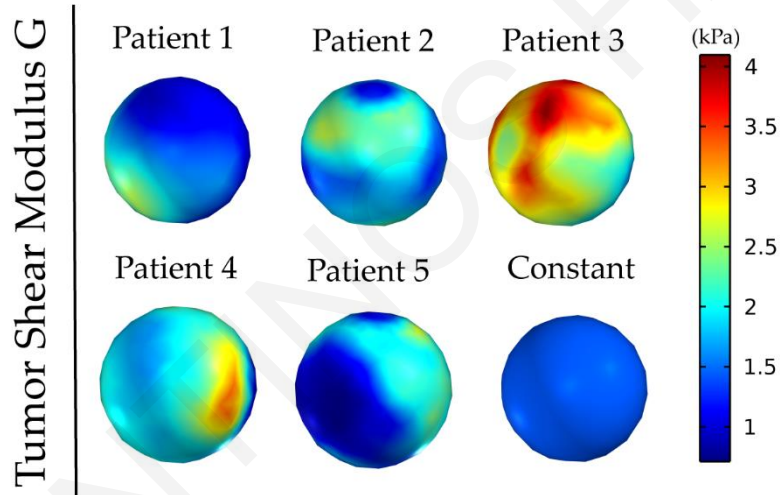 Tumor Shear Modulus G
Patient 1
Patient 2
Patient 3
(kPa)
4
3.5
3
2.5
2
1.5
1
Patient 4
Patient 5
Constant